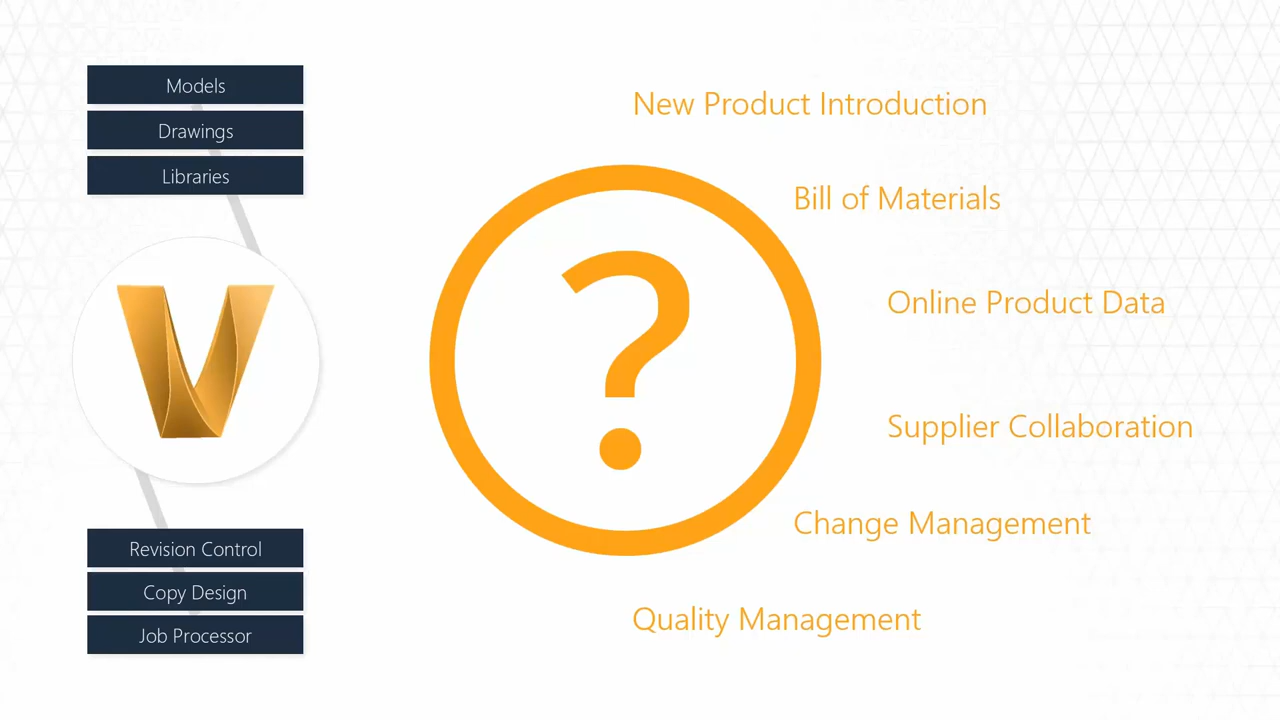 Models
Drawings
Libraries
Revision Control
Copy Design
Job Processor
?
New Product Introduction
Bill of Materials
Online Product Data
Supplier Collaboration
Change Management
Quality Management